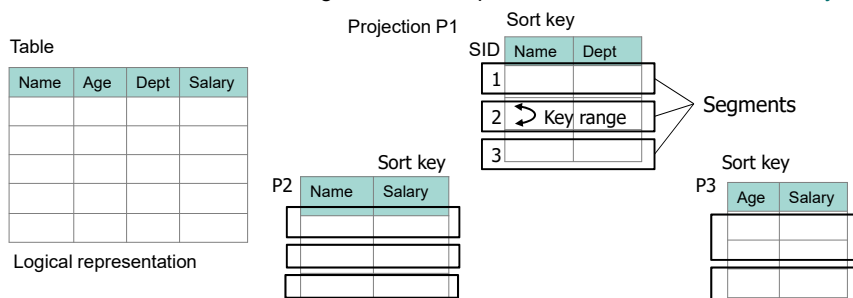 Projection P1
Sort key
Table
SID Name Dept
Name Age Dept Salary
1
2 Key range
3
Segments
Sort key
P2 Name Salary
Sort key
P3 Age Salary
Logical representation